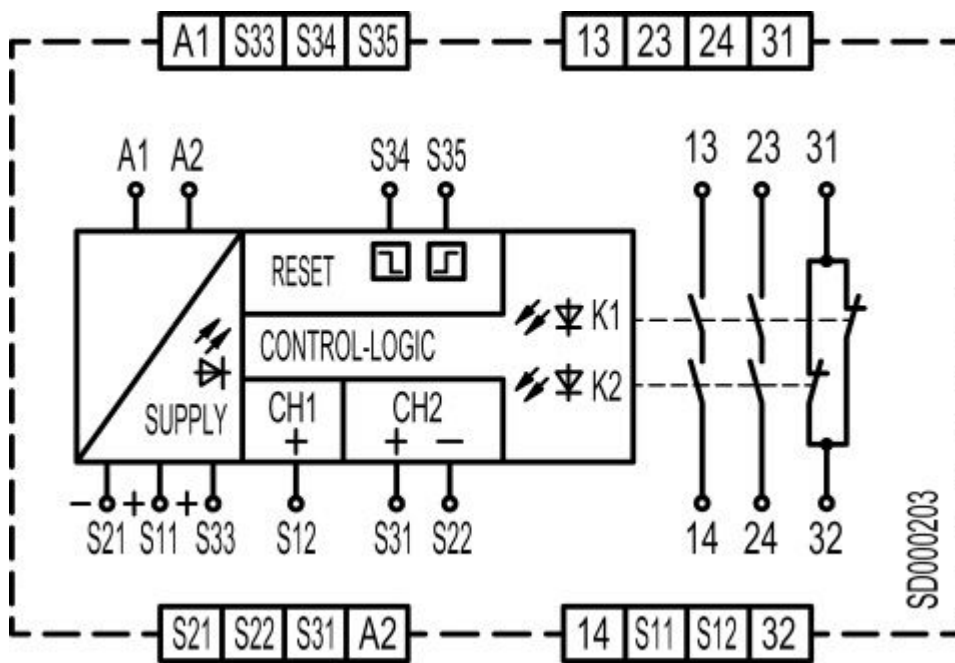 A1 S33 S34 S35 13 23 24 31
A1 A2 S34 S35 13 23 31
RESET
K1
CONTROL-LOGIC
K2
SUPPLY CH1 CH2
+ + −
− + +
S21 S11 S33 S12 S31 S22 14 24 32
SD000203
S21 S22 S31 A2 14 S11 S12 32